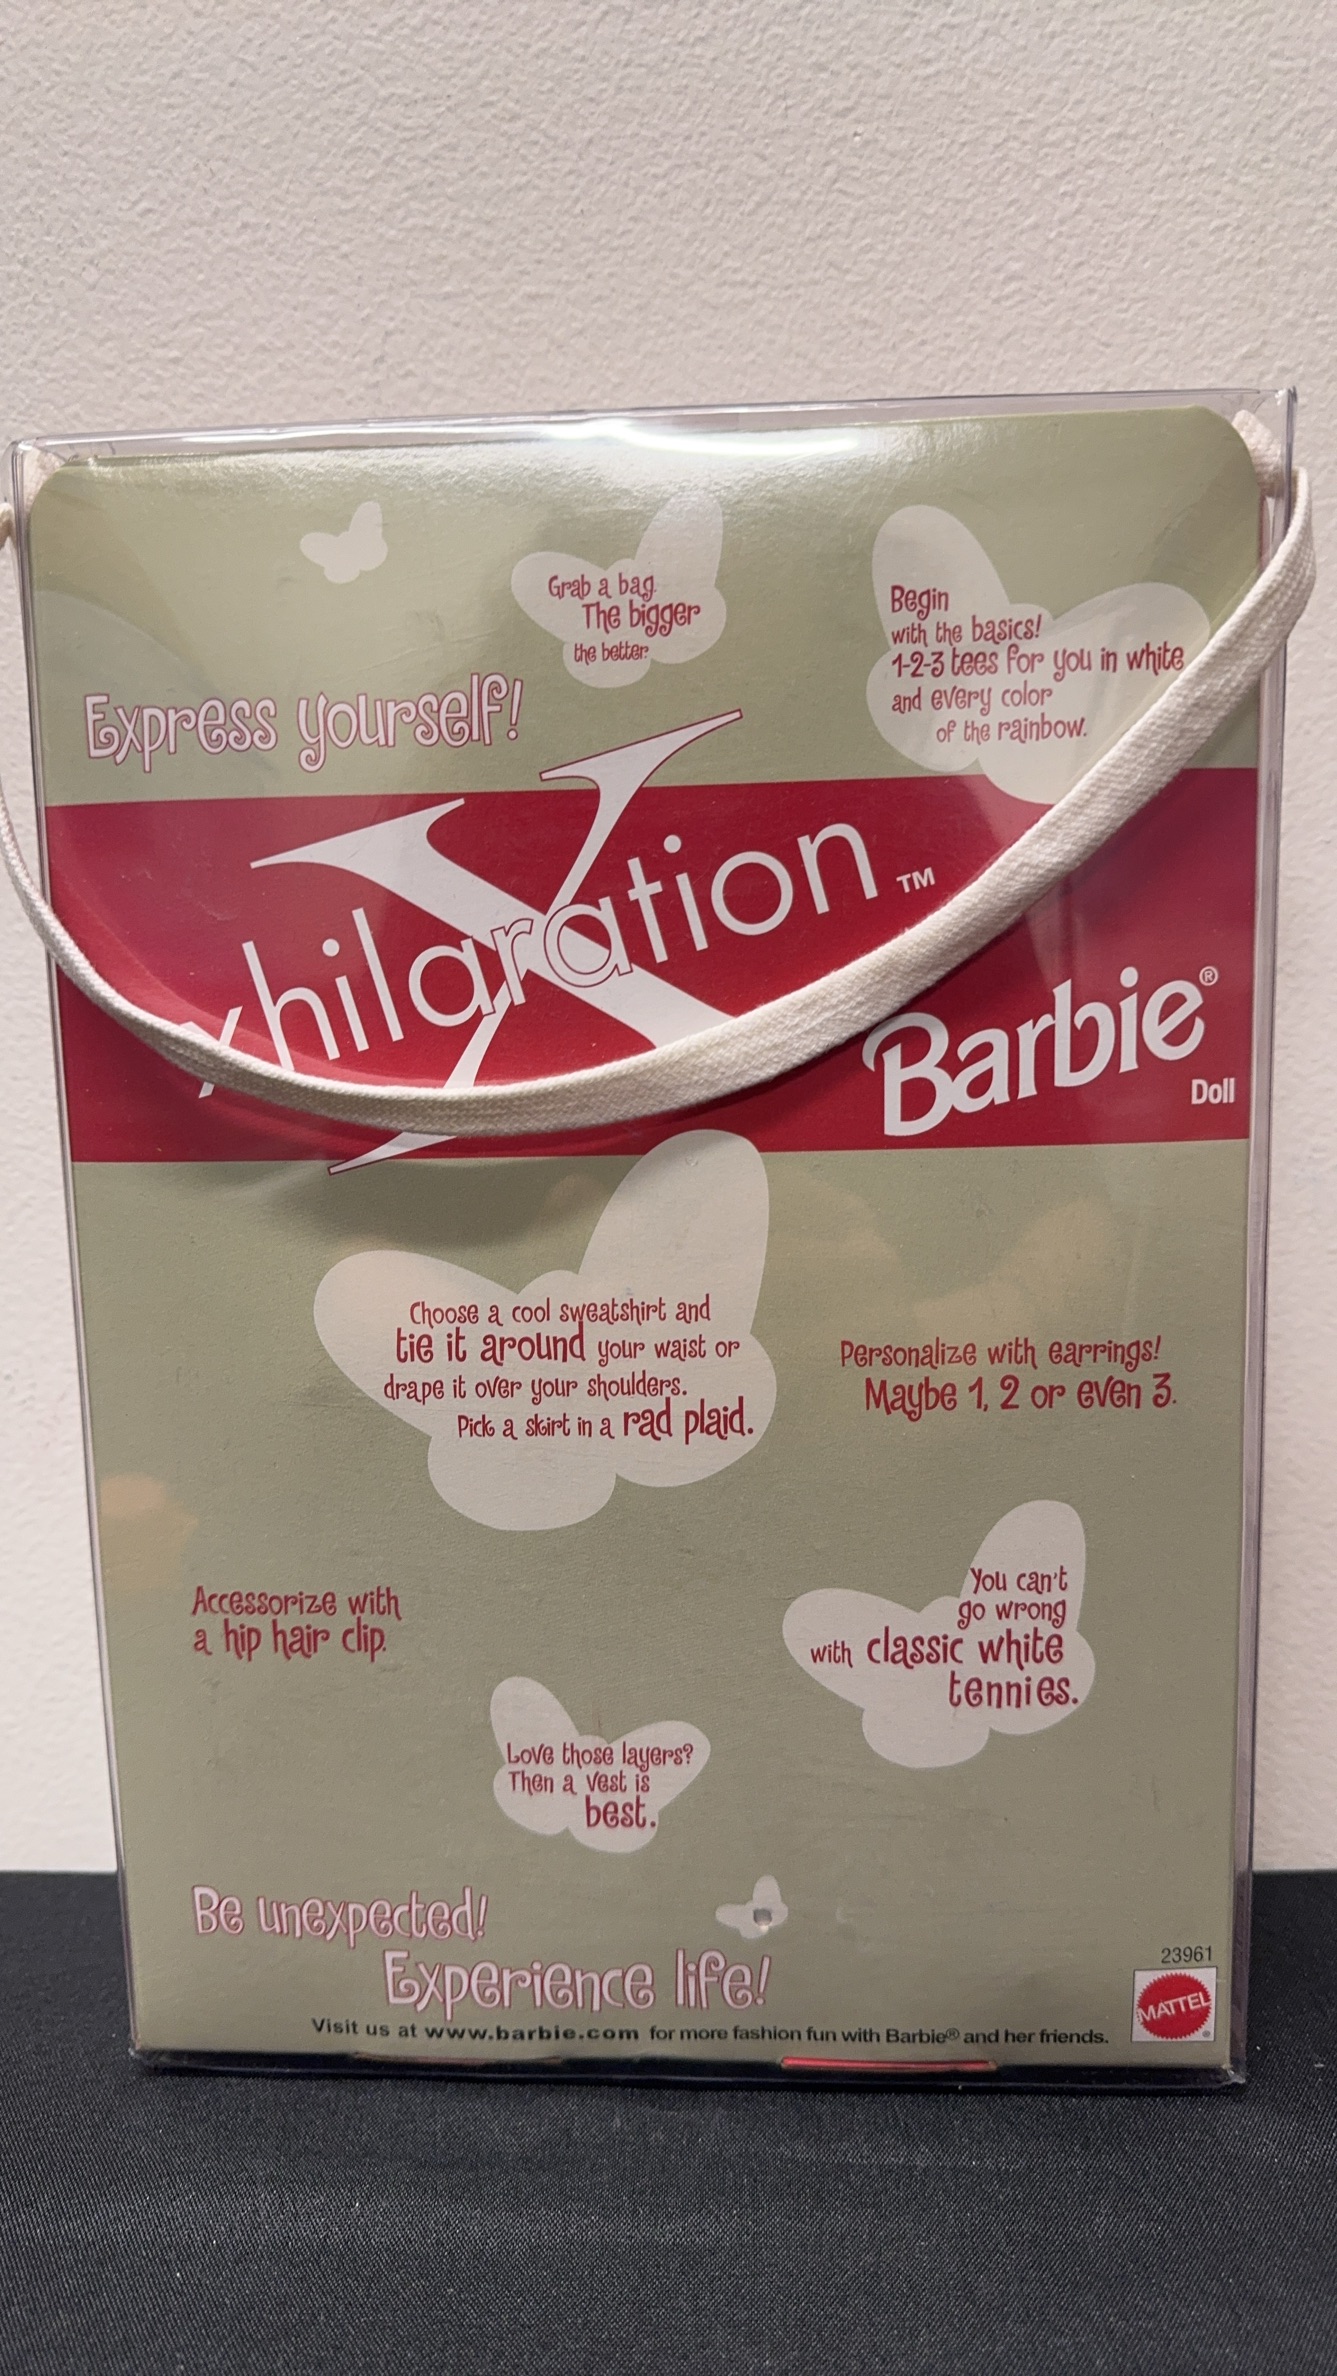 Grab a bag.
The bigger
the better.
Begin
with the basics!
1-2-3 tees for you in white
and every color
of the rainbow.
Express yourself!
X
xhilaration™
Barbie®
Doll
Choose a cool sweatshirt and
tie it around your waist or
drape it over your shoulders.
Pick a skirt in a rad plaid.
Personalize with earrings!
Maybe 1, 2 or even 3.
Accessorize with
a hip hair clip.
You can't
go wrong
with classic white
tennies.
Love those layers?
Then a vest is
best.
Be unexpected!
Experience life!
23961
MATTEL®
Visit us at www.barbie.com for more fashion fun with Barbie® and her friends.